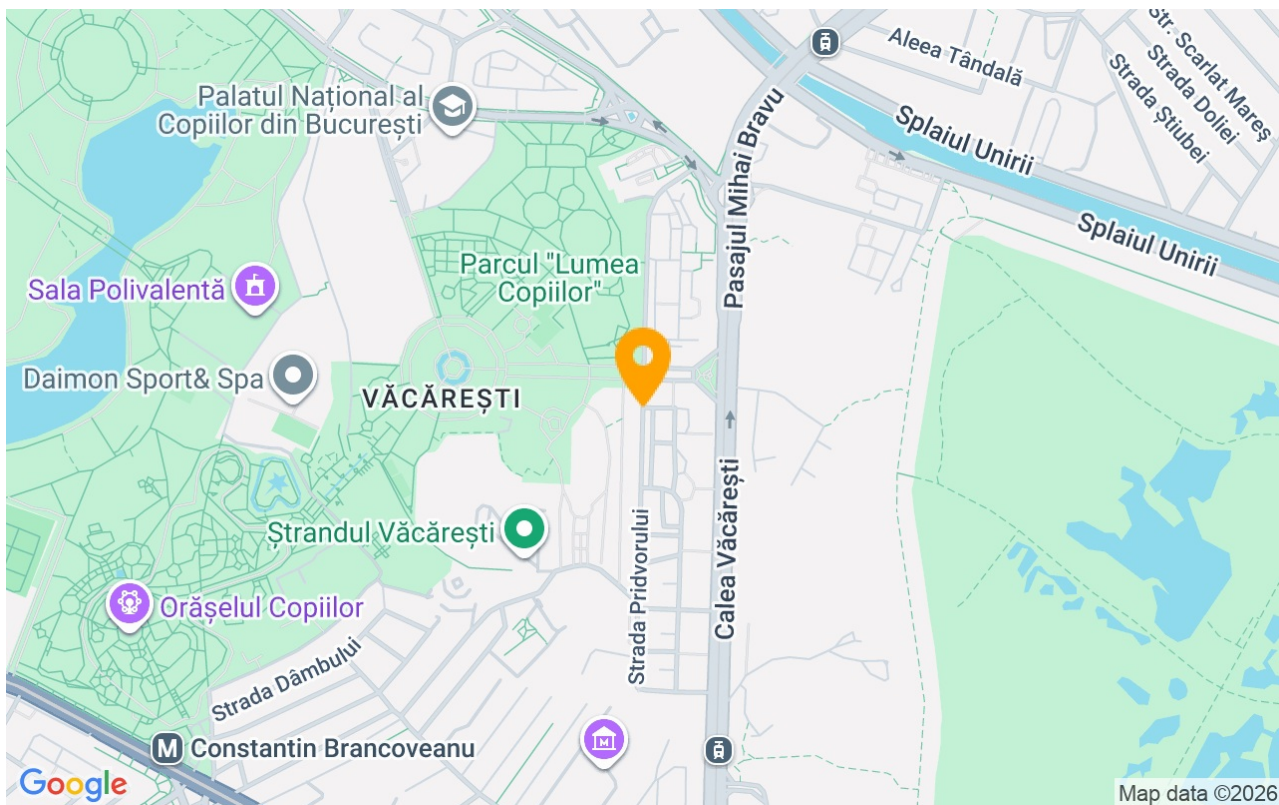 Str. Scarlat Mareș
Aleea Tândală
Strada Doliei
Strada Știubei
Palatul Național al
Copiilor din București
Splaiul Unirii
Pasajul Mihai Bravu
Splaiul Unirii
Parcul "Lumea
Copiilor"
Sala Polivalentă
Daimon Sport& Spa
VĂCĂREȘTI
Calea Văcărești
Ștrandul Văcărești
Strada Pridvorului
Orășelul Copiilor
Strada Dâmbului
M Constantin Brancoveanu
M
Google
Map data ©2026